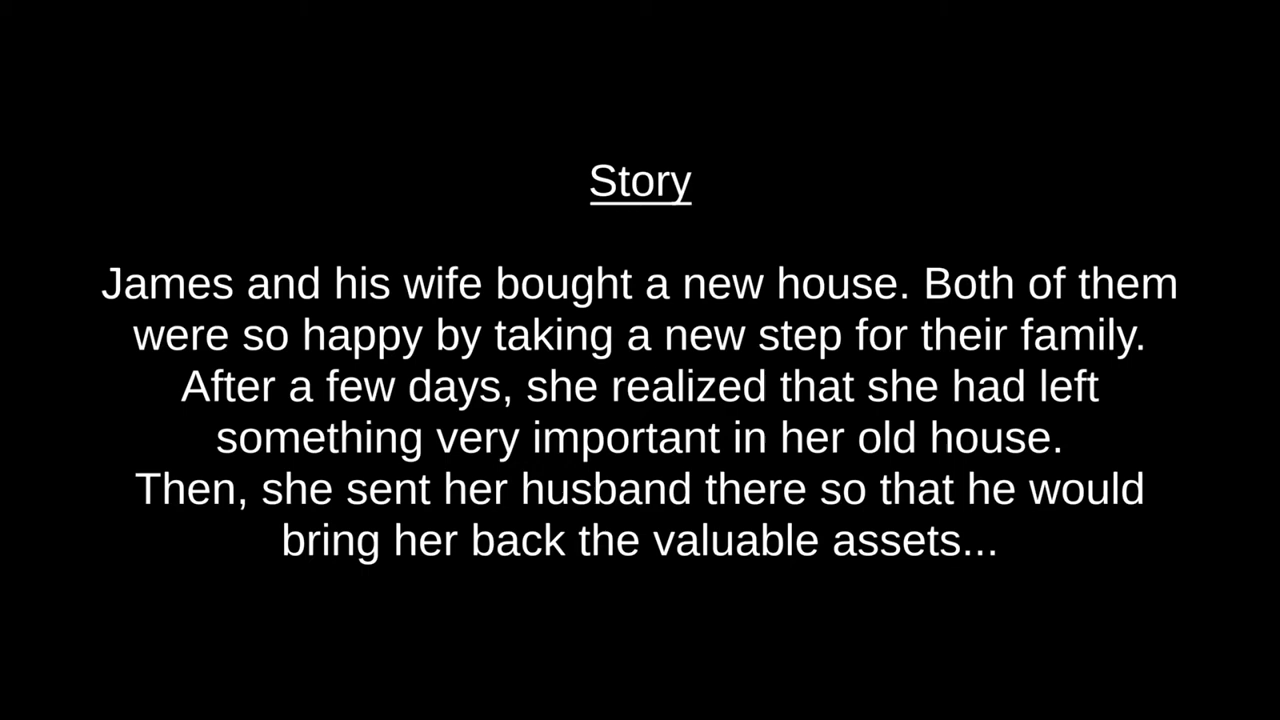 Story
James and his wife bought a new house. Both of them
were so happy by taking a new step for their family.
After a few days, she realized that she had left
something very important in her old house.
Then, she sent her husband there so that he would
bring her back the valuable assets...